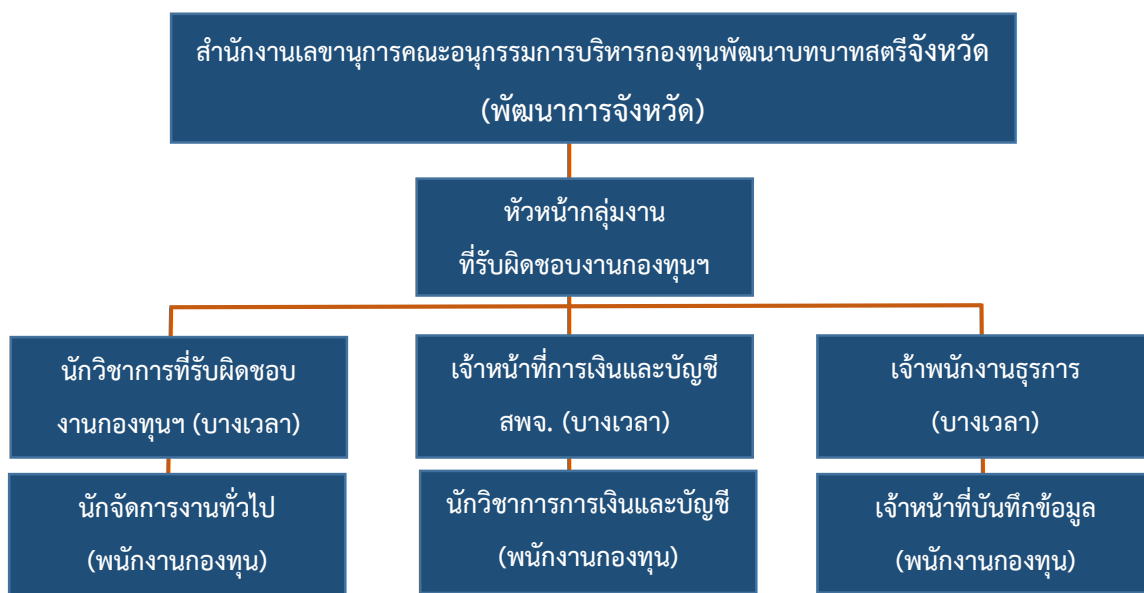 สำนักงานเลขานุการคณะอนุกรรมการบริหารกองทุนพัฒนาบทบาทสตรีจังหวัด
(พัฒนาการจังหวัด)
หัวหน้ากลุ่มงาน
ที่รับผิดชอบงานกองทุนฯ
นักวิชาการที่รับผิดชอบ
งานกองทุนฯ (บางเวลา)
เจ้าหน้าที่การเงินและบัญชี
สพจ. (บางเวลา)
เจ้าพนักงานธุรการ
(บางเวลา)
นักจัดการงานทั่วไป
(พนักงานกองทุน)
นักวิชาการการเงินและบัญชี
(พนักงานกองทุน)
เจ้าหน้าที่บันทึกข้อมูล
(พนักงานกองทุน)